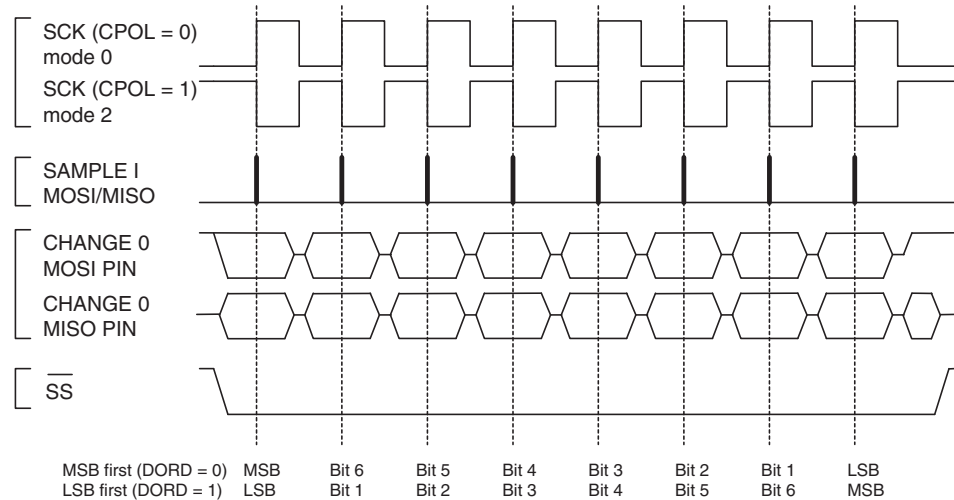 SCK (CPOL = 0)
mode 0
SCK (CPOL = 1)
mode 2
SAMPLE I
MOSI/MISO
CHANGE 0
MOSI PIN
CHANGE 0
MISO PIN
SS
MSB first (DORD = 0) MSB Bit 6 Bit 5 Bit 4 Bit 3 Bit 2 Bit 1 LSB
LSB first (DORD = 1) LSB Bit 1 Bit 2 Bit 3 Bit 4 Bit 5 Bit 6 MSB